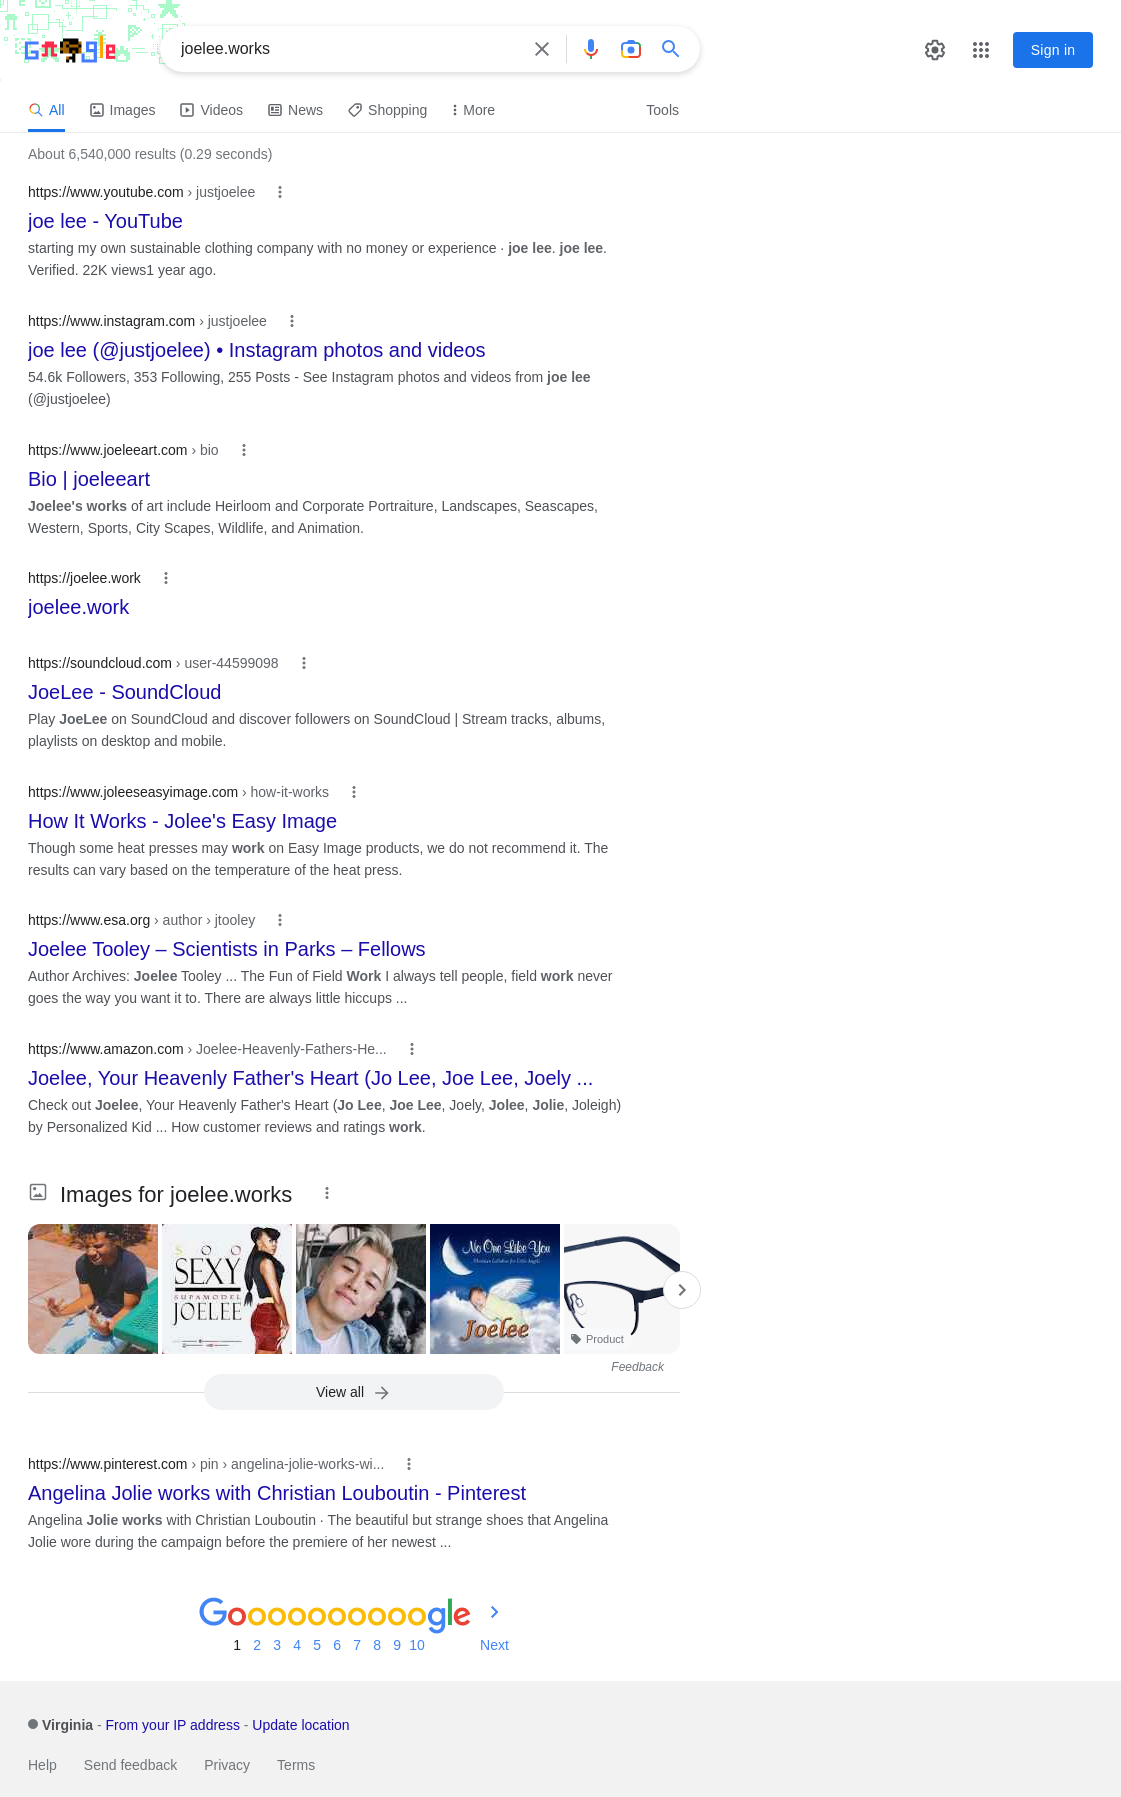 Google
joelee.works
Sign in
All
Images
Videos
News
Shopping
More
Tools
About 6,540,000 results (0.29 seconds)
https://www.youtube.com › justjoelee
joe lee - YouTube
starting my own sustainable clothing company with no money or experience · joe lee. joe lee.
Verified. 22K views1 year ago.
https://www.instagram.com › justjoelee
joe lee (@justjoelee) • Instagram photos and videos
54.6k Followers, 353 Following, 255 Posts - See Instagram photos and videos from joe lee
(@justjoelee)
https://www.joeleeart.com › bio
Bio | joeleeart
Joelee's works of art include Heirloom and Corporate Portraiture, Landscapes, Seascapes,
Western, Sports, City Scapes, Wildlife, and Animation.
https://joelee.work
joelee.work
https://soundcloud.com › user-44599098
JoeLee - SoundCloud
Play JoeLee on SoundCloud and discover followers on SoundCloud | Stream tracks, albums,
playlists on desktop and mobile.
https://www.joleeseasyimage.com › how-it-works
How It Works - Jolee's Easy Image
Though some heat presses may work on Easy Image products, we do not recommend it. The
results can vary based on the temperature of the heat press.
https://www.esa.org › author › jtooley
Joelee Tooley – Scientists in Parks – Fellows
Author Archives: Joelee Tooley ... The Fun of Field Work I always tell people, field work never
goes the way you want it to. There are always little hiccups ...
https://www.amazon.com › Joelee-Heavenly-Fathers-He...
Joelee, Your Heavenly Father's Heart (Jo Lee, Joe Lee, Joely ...
Check out Joelee, Your Heavenly Father's Heart (Jo Lee, Joe Lee, Joely, Jolee, Jolie, Joleigh)
by Personalized Kid ... How customer reviews and ratings work.
Images for joelee.works
SOO
SEXY
SUPAMODEL
JOELEE
No One Like You
Joelee
Product
Feedback
View all
https://www.pinterest.com › pin › angelina-jolie-works-wi...
Angelina Jolie works with Christian Louboutin - Pinterest
Angelina Jolie works with Christian Louboutin · The beautiful but strange shoes that Angelina
Jolie wore during the campaign before the premiere of her newest ...
Goooooooooogle
1 2 3 4 5 6 7 8 9 10 Next
Virginia - From your IP address - Update location
Help Send feedback Privacy Terms